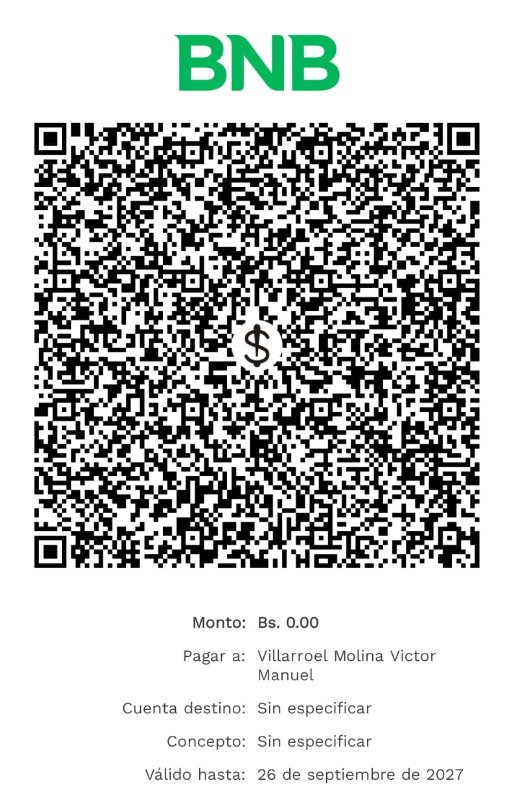 BNB
$
Monto: Bs. 0.00
Pagar a: Villarroel Molina Victor
Manuel
Cuenta destino: Sin especificar
Concepto: Sin especificar
Válido hasta: 26 de septiembre de 2027